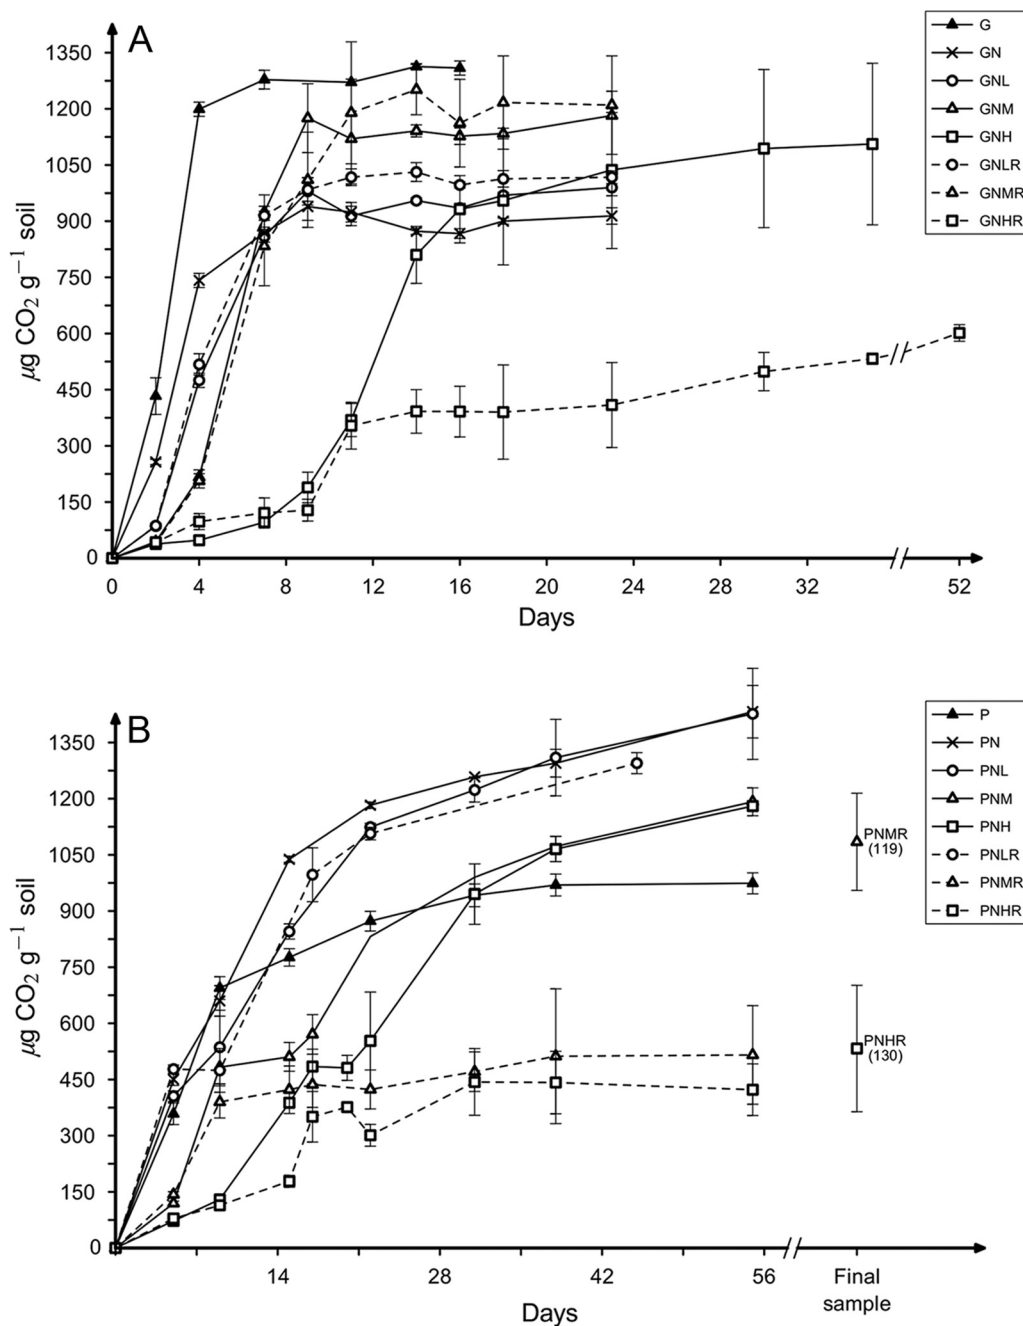 A
G
GN
GNL
GNM
GNH
GNLR
GNMR
GNHR
1350
1200
1050
900
750
600
450
300
150
0
µg CO₂ g⁻¹ soil
0 4 8 12 16 20 24 28 32 52
Days
B
P
PN
PNL
PNM
PNH
PNLR
PNMR
PNHR
1350
1200
1050
900
750
600
450
300
150
0
µg CO₂ g⁻¹ soil
PNMR
(119)
PNHR
(130)
14 28 42 56 Final
sample
Days